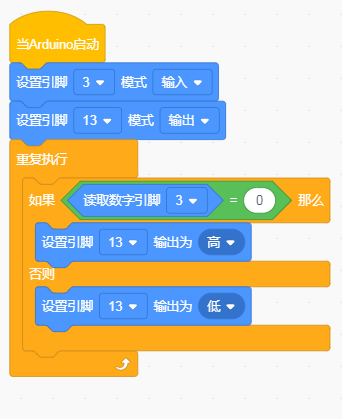 当Arduino启动
设置引脚 3 模式 输入
设置引脚 13 模式 输出
重复执行
如果 读取数字引脚 3 = 0 那么
设置引脚 13 输出为 高
否则
设置引脚 13 输出为 低